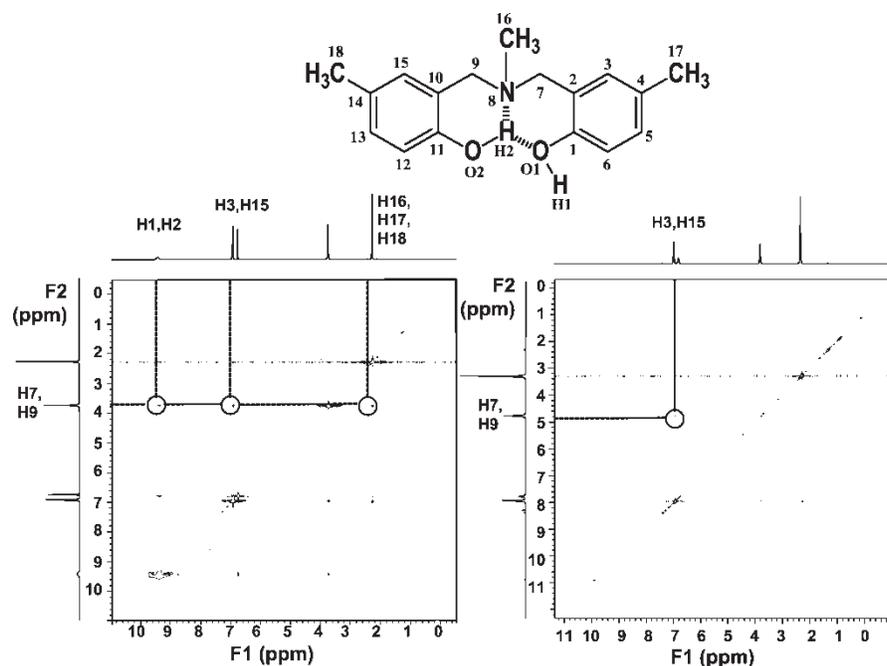 16
CH₃
18
H₃C
15
10
9
N
8
7
2
3
4
17
CH₃
14
13
12
11
O2
H
H2
O1
1
6
5
H
H1
H1,H2
H3,H15
H16,
H17,
H18
H3,H15
F2
(ppm)
0
1
2
3
4
5
6
7
8
9
10
H7,
H9
10 9 8 7 6 5 4 3 2 1 0
F1 (ppm)
F2
(ppm)
0
1
2
3
4
5
6
7
8
9
10
11
H7,
H9
11 10 9 8 7 6 5 4 3 2 1 0
F1 (ppm)